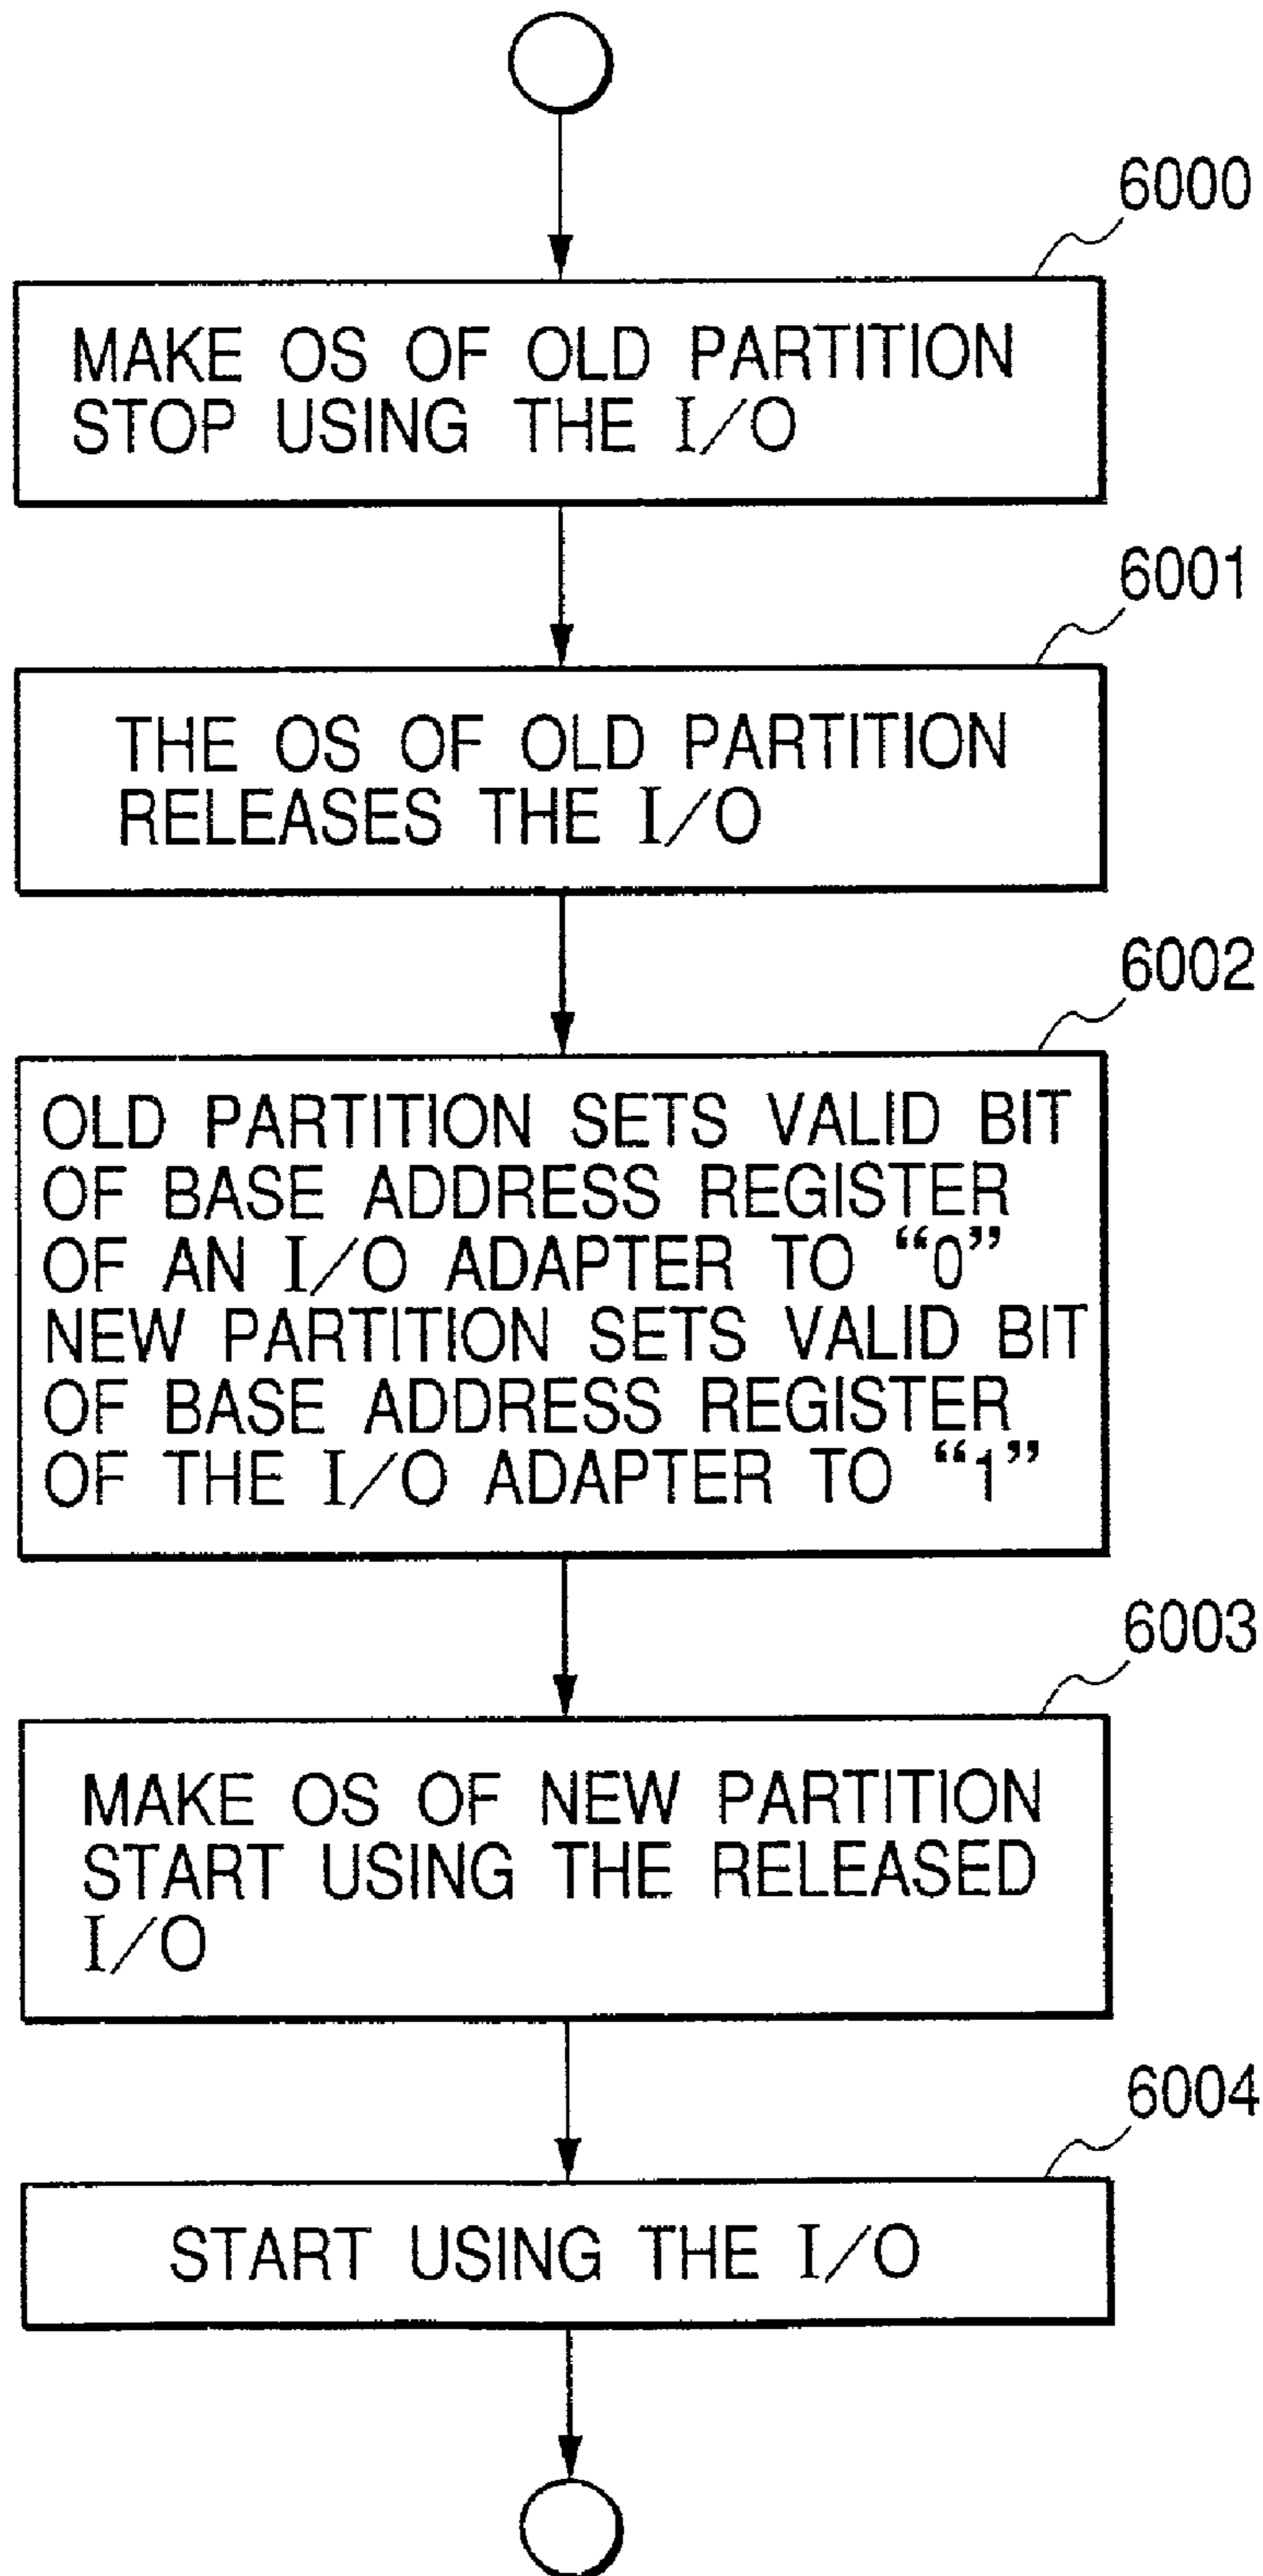 6000
MAKE OS OF OLD PARTITION
STOP USING THE I/O
6001
THE OS OF OLD PARTITION
RELEASES THE I/O
6002
OLD PARTITION SETS VALID BIT
OF BASE ADDRESS REGISTER
OF AN I/O ADAPTER TO “0”
NEW PARTITION SETS VALID BIT
OF BASE ADDRESS REGISTER
OF THE I/O ADAPTER TO “1”
6003
MAKE OS OF NEW PARTITION
START USING THE RELEASED
I/O
6004
START USING THE I/O